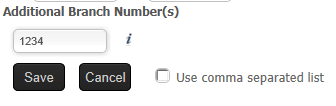 Additional Branch Number(s)
1234 i
Save Cancel Use comma separated list